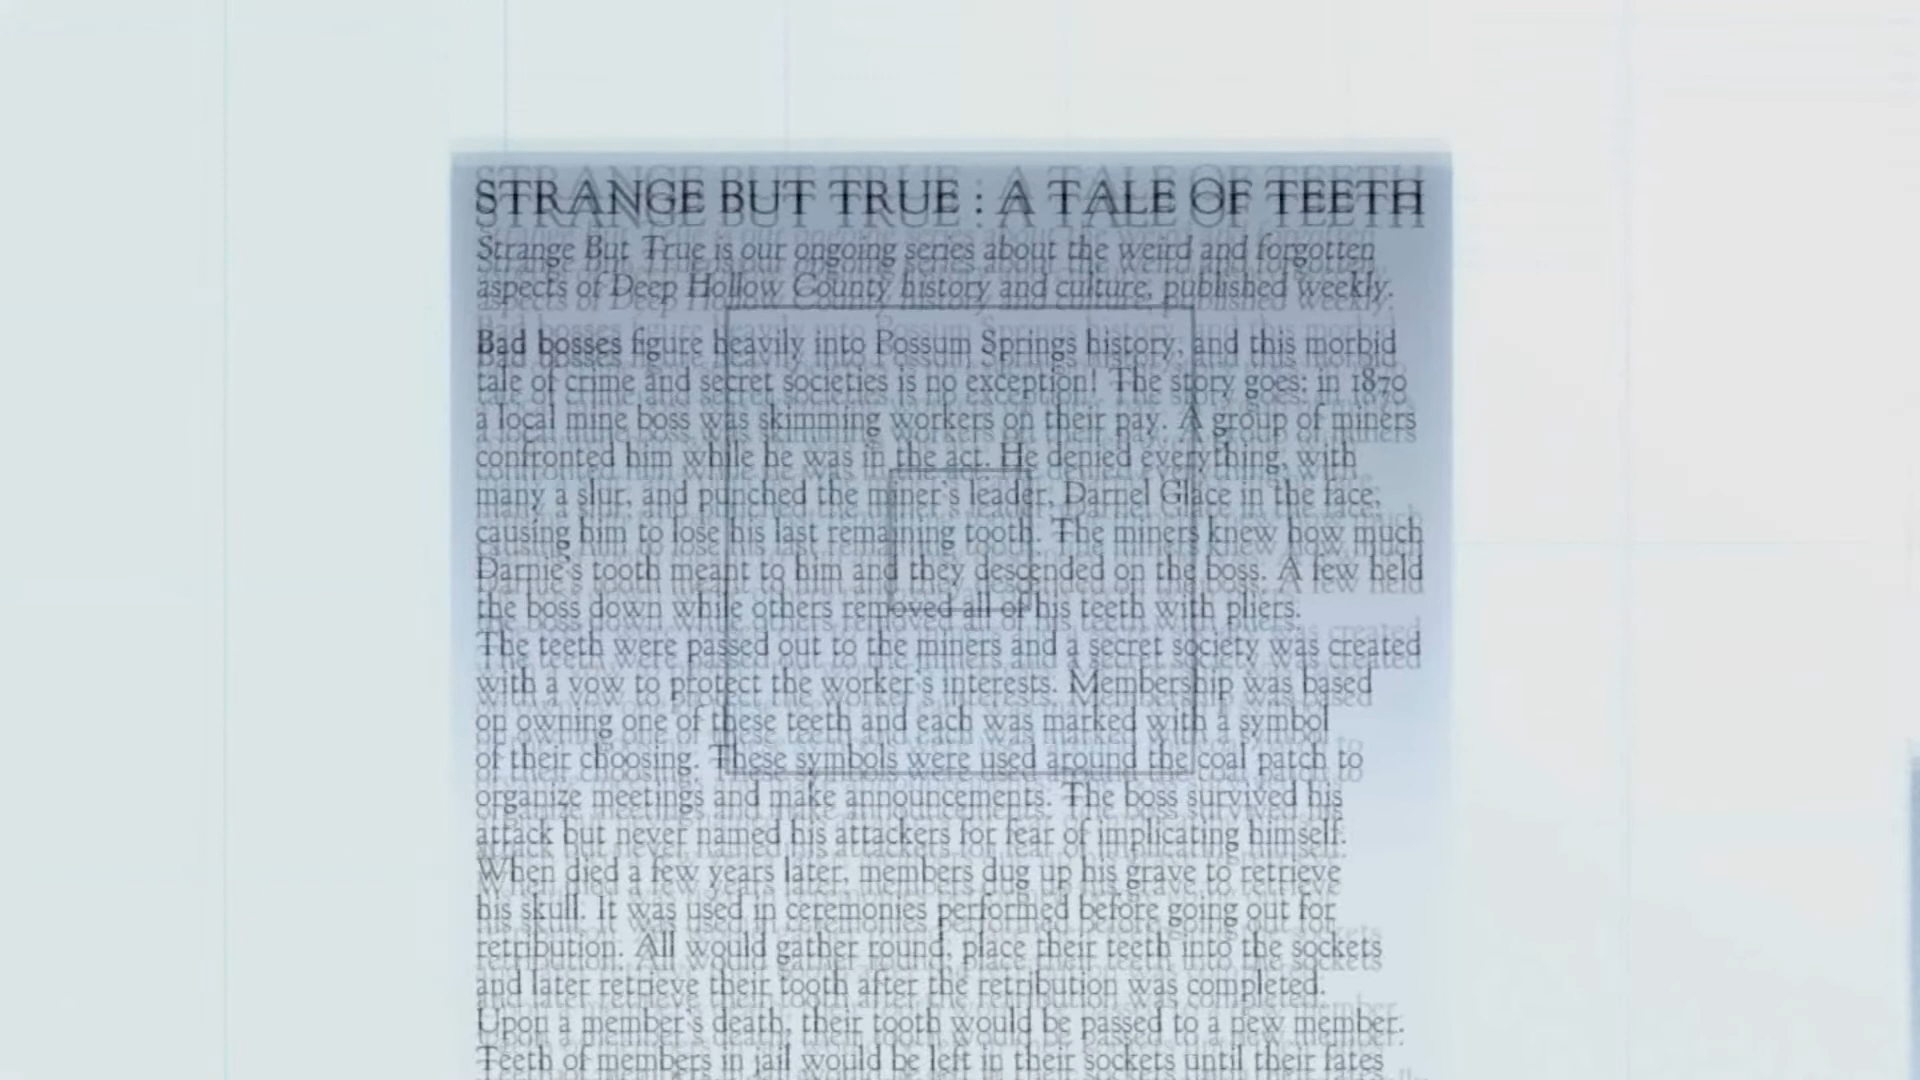 STRANGE BUT TRUE : A TALE OF TEETH
Strange But True is our ongoing series about the weird and forgotten
aspects of Deep Hollow County history and culture, published weekly.
Bad bosses figure heavily into Possum Springs history, and this morbid
tale of crime and secret societies is no exception! The story goes: in 1870
a local mine boss was skimming workers on their pay. A group of miners
confronted him while he was in the act. He denied everything, with
many a slur, and punched the miner's leader, Darnel Glace in the face,
causing him to lose his last remaining tooth. The miners knew how much
Darnie's tooth meant to him and they descended on the boss. A few held
the boss down while others removed all of his teeth with pliers.
The teeth were passed out to the miners and a secret society was created
with a vow to protect the worker's interests. Membership was based
on owning one of these teeth and each was marked with a symbol
of their choosing. These symbols were used around the coal patch to
organize meetings and make announcements. The boss survived his
attack but never named his attackers for fear of implicating himself.
When died a few years later, members dug up his grave to retrieve
his skull. It was used in ceremonies performed before going out for
retribution. All would gather round, place their teeth into the sockets
and later retrieve their tooth after the retribution was completed.
Upon a member's death, their tooth would be passed to a new member.
Teeth of members in jail would be left in their sockets until their fates